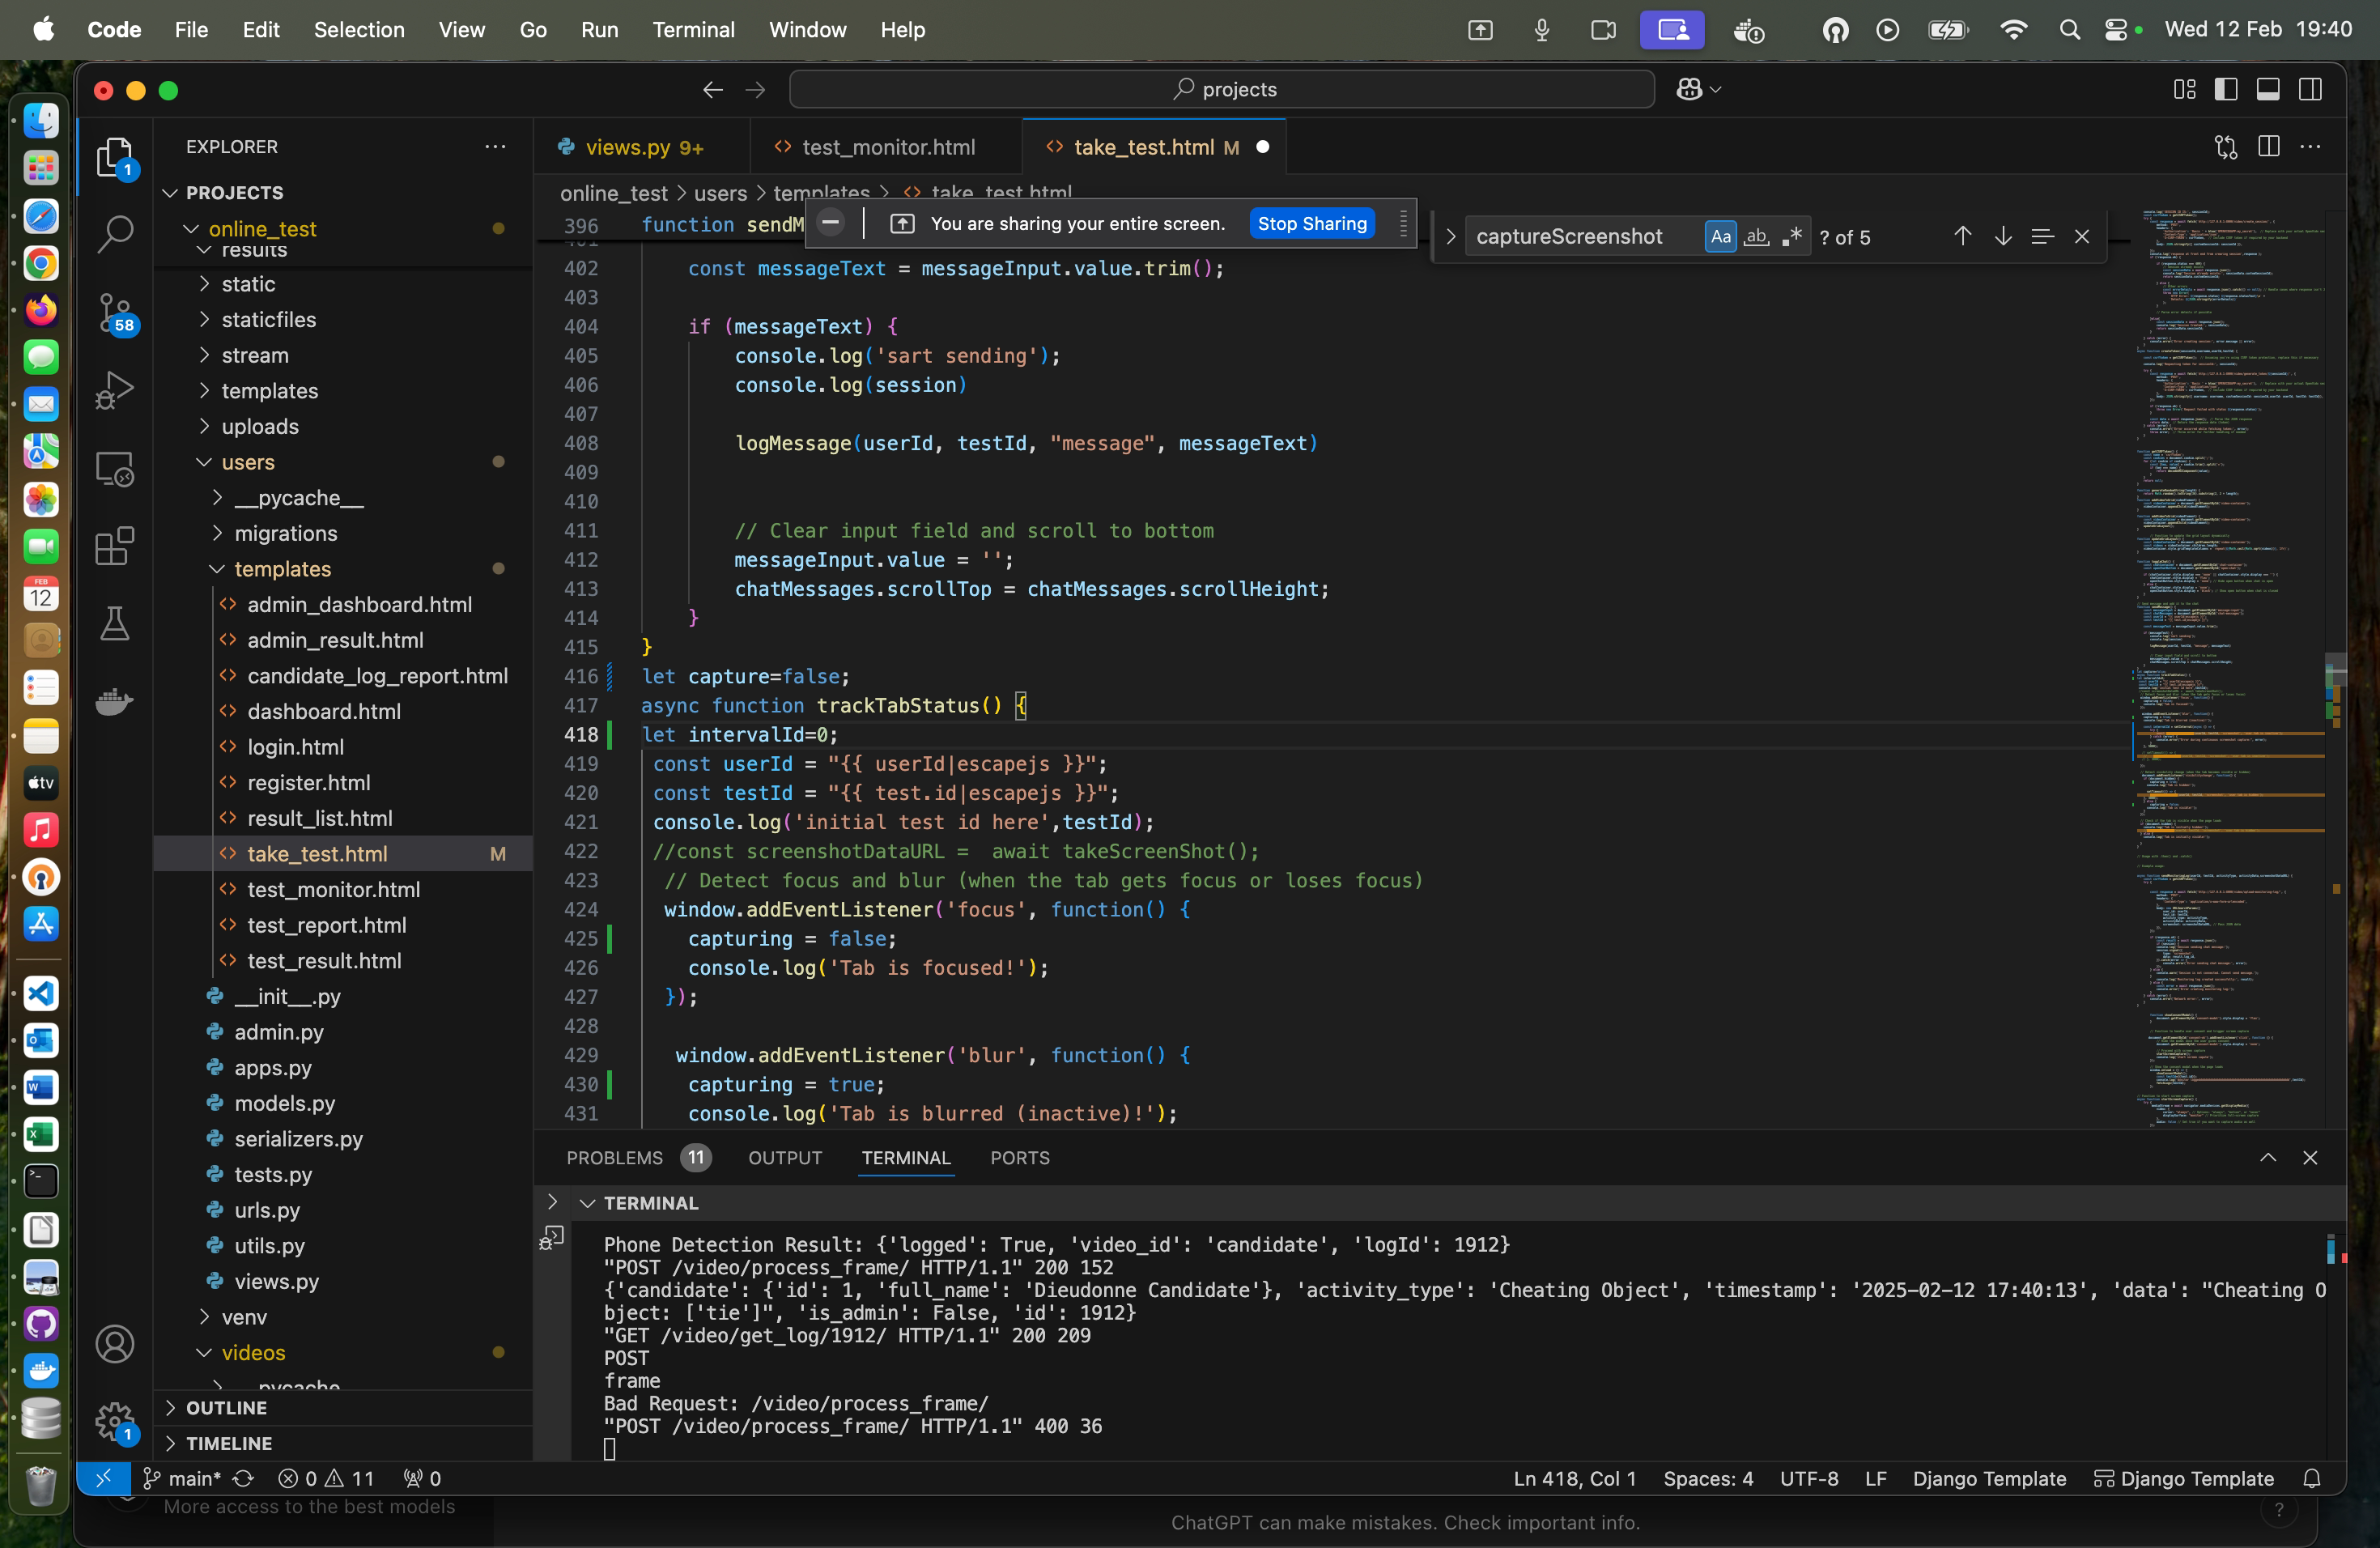 Code File Edit Selection View Go Run Terminal Window Help Wed 12 Feb 19:40
projects
EXPLORER
PROJECTS
online_test
results
static
staticfiles
stream
templates
uploads
users
__pycache__
migrations
templates
admin_dashboard.html
admin_result.html
candidate_log_report.html
dashboard.html
login.html
register.html
result_list.html
take_test.html M
test_monitor.html
test_report.html
test_result.html
__init__.py
admin.py
apps.py
models.py
serializers.py
tests.py
urls.py
utils.py
views.py
venv
videos
__pycache__
OUTLINE
TIMELINE
1
58
1
FEB
12
tv
views.py 9+ test_monitor.html take_test.html M
online_test > users > templates > take_test.html
You are sharing your entire screen. Stop Sharing
captureScreenshot Aa ab .* ? of 5
396 function sendM
401
402 const messageText = messageInput.value.trim();
403
404 if (messageText) {
405 console.log('sart sending');
406 console.log(session)
407
408 logMessage(userId, testId, "message", messageText)
409
410
411 // Clear input field and scroll to bottom
412 messageInput.value = '';
413 chatMessages.scrollTop = chatMessages.scrollHeight;
414 }
415 }
416 let capture=false;
417 async function trackTabStatus() {
418 let intervalId=0;
419 const userId = "{{ userId|escapejs }}";
420 const testId = "{{ test.id|escapejs }}";
421 console.log('initial test id here',testId);
422 //const screenshotDataURL =  await takeScreenShot();
423 // Detect focus and blur (when the tab gets focus or loses focus)
424 window.addEventListener('focus', function() {
425 capturing = false;
426 console.log('Tab is focused!');
427 });
428
429 window.addEventListener('blur', function() {
430 capturing = true;
431 console.log('Tab is blurred (inactive)!');
PROBLEMS 11 OUTPUT TERMINAL PORTS
TERMINAL
Phone Detection Result: {'logged': True, 'video_id': 'candidate', 'logId': 1912}
"POST /video/process_frame/ HTTP/1.1" 200 152
{'candidate': {'id': 1, 'full_name': 'Dieudonne Candidate'}, 'activity_type': 'Cheating Object', 'timestamp': '2025-02-12 17:40:13', 'data': "Cheating O
bject: ['tie']", 'is_admin': False, 'id': 1912}
"GET /video/get_log/1912/ HTTP/1.1" 200 209
POST
frame
Bad Request: /video/process_frame/
"POST /video/process_frame/ HTTP/1.1" 400 36
main* 0 11 0 Ln 418, Col 1 Spaces: 4 UTF-8 LF Django Template Django Template
More access to the best models
ChatGPT can make mistakes. Check important info.
?